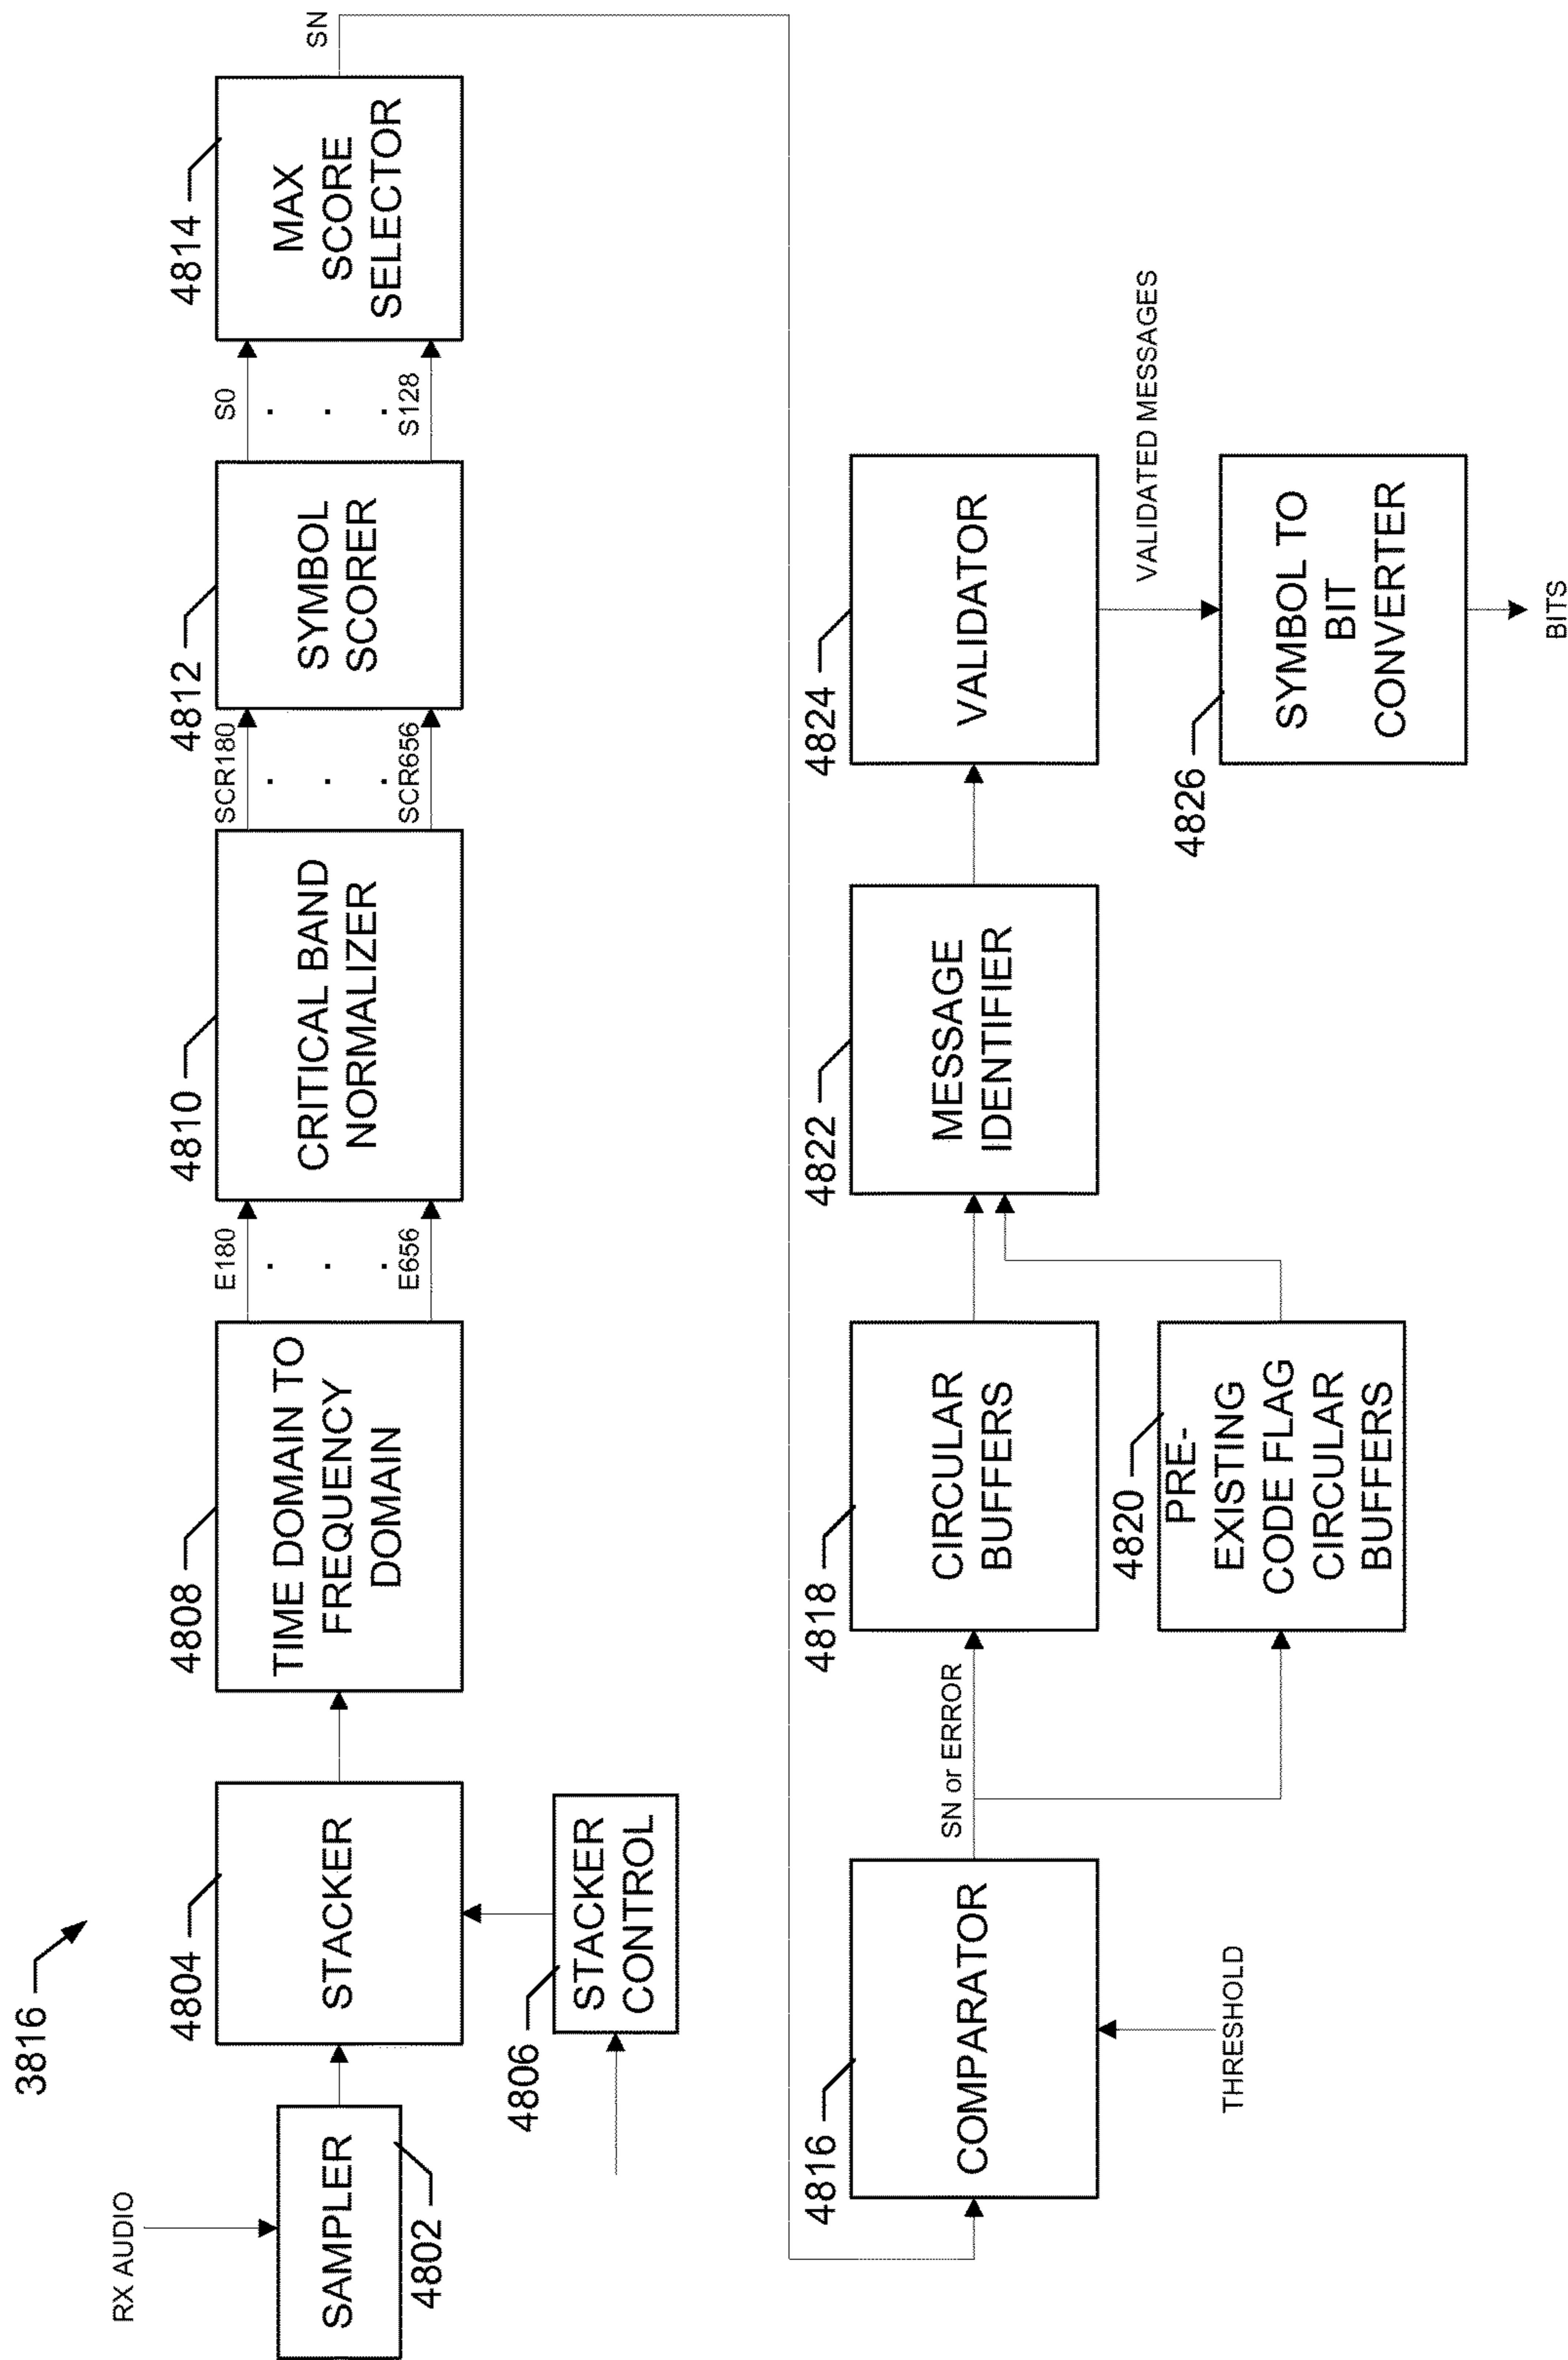 3816
RX AUDIO
SAMPLER
4802
4804
STACKER
4806
STACKER
CONTROL
4808
TIME DOMAIN TO
FREQUENCY
DOMAIN
E180
. . .
E656
4810
CRITICAL BAND
NORMALIZER
SCR180
. . .
SCR656
4812
SYMBOL
SCORER
S0
. . .
S128
4814
MAX
SCORE
SELECTOR
SN
4816
COMPARATOR
THRESHOLD
SN or ERROR
4818
CIRCULAR
BUFFERS
4820
PRE-
EXISTING
CODE FLAG
CIRCULAR
BUFFERS
4822
MESSAGE
IDENTIFIER
4824
VALIDATOR
VALIDATED MESSAGES
4826
SYMBOL TO
BIT
CONVERTER
BITS